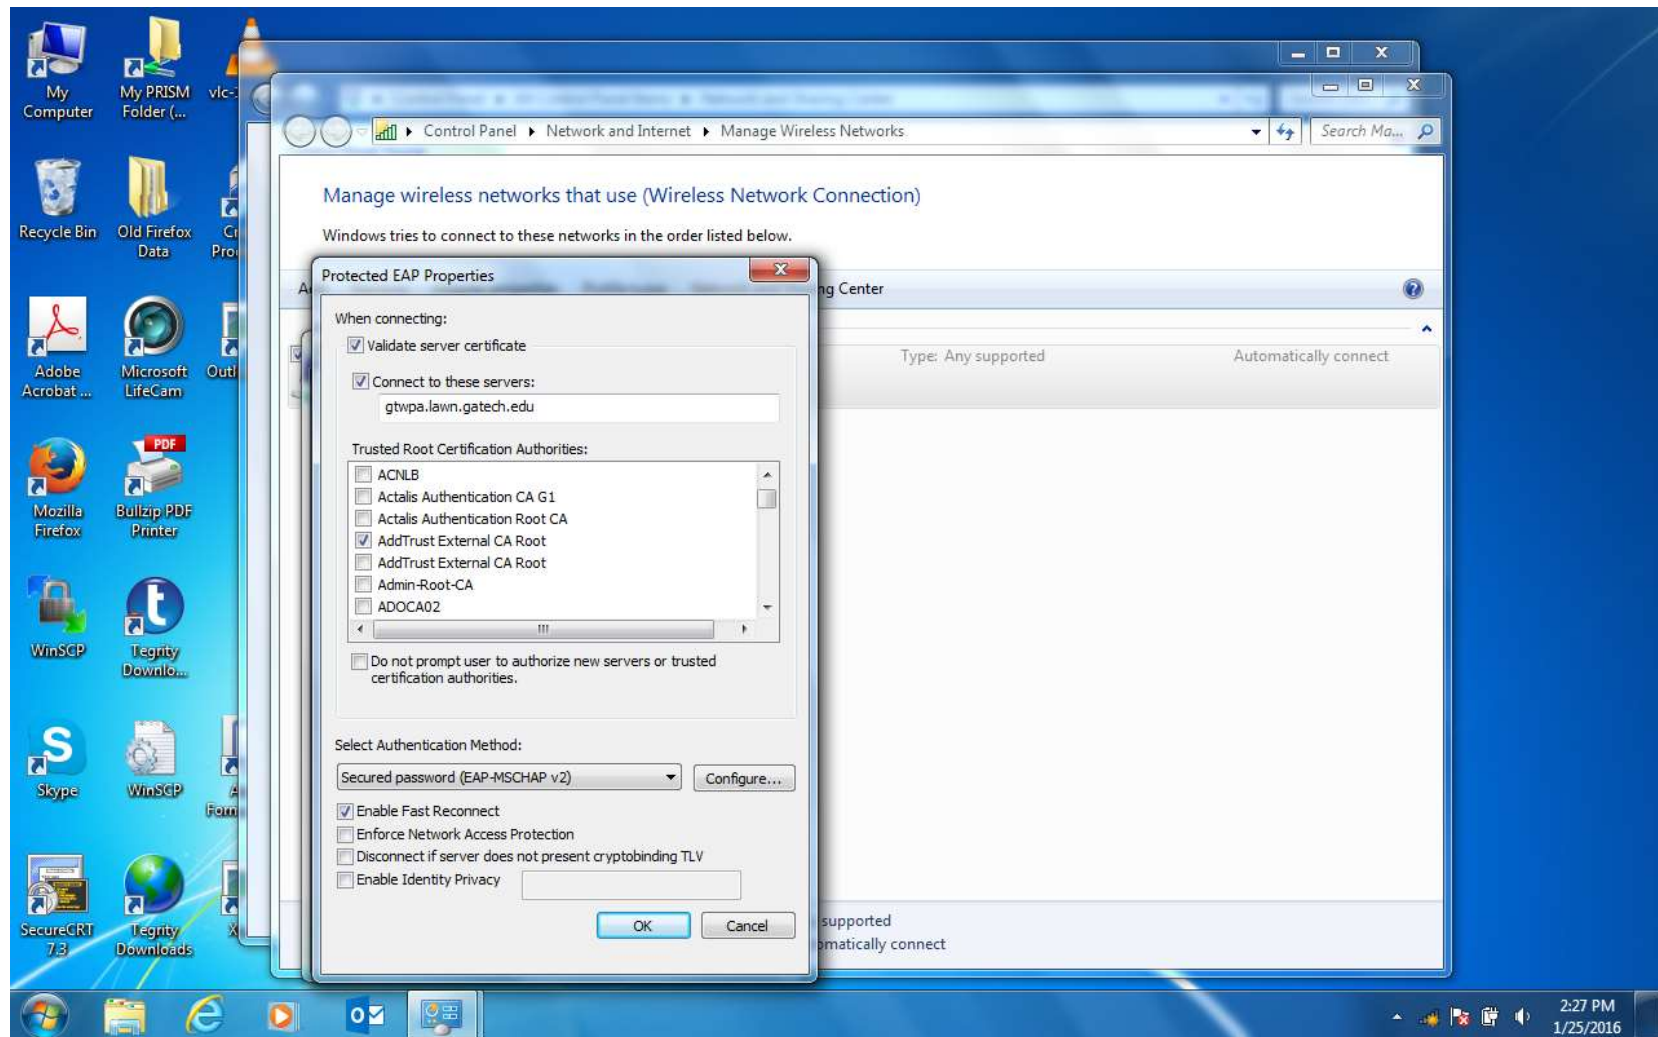 My
Computer
My PRISM
Folder (...
vlc-
Recycle Bin
Old Firefox
Data
Adobe
Acrobat ...
Microsoft
LifeCam
Mozilla
Firefox
PDF
Bullzip PDF
Printer
WinSCP
Tegrity
Downlo...
Skype
WinSCP
SecureCRT
7.3
Tegrity
Downloads
Control Panel
Network and Internet
Manage Wireless Networks
Search Ma...
Manage wireless networks that use (Wireless Network Connection)
Windows tries to connect to these networks in the order listed below.
ng Center
Type: Any supported
Automatically connect
Protected EAP Properties
When connecting:
Validate server certificate
Connect to these servers:
gtwpa.lawn.gatech.edu
Trusted Root Certification Authorities:
ACNLB
Actalis Authentication CA G1
Actalis Authentication Root CA
AddTrust External CA Root
AddTrust External CA Root
Admin-Root-CA
ADOCA02
Do not prompt user to authorize new servers or trusted
certification authorities.
Select Authentication Method:
Secured password (EAP-MSCHAP v2)
Configure...
Enable Fast Reconnect
Enforce Network Access Protection
Disconnect if server does not present cryptobinding TLV
Enable Identity Privacy
OK
Cancel
supported
omatically connect
2:27 PM
1/25/2016